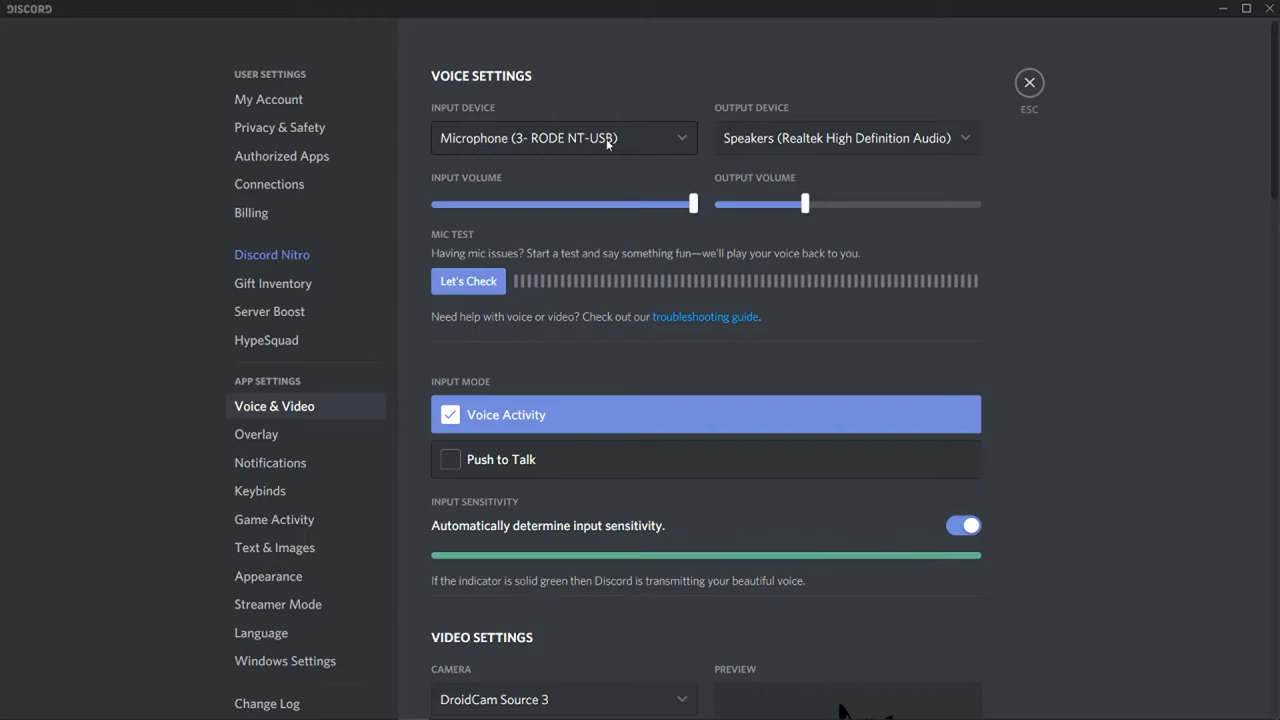 DISCORD
USER SETTINGS
My Account
Privacy & Safety
Authorized Apps
Connections
Billing
Discord Nitro
Gift Inventory
Server Boost
HypeSquad
APP SETTINGS
Voice & Video
Overlay
Notifications
Keybinds
Game Activity
Text & Images
Appearance
Streamer Mode
Language
Windows Settings
Change Log
VOICE SETTINGS
INPUT DEVICE
Microphone (3- RODE NT-USB)
OUTPUT DEVICE
Speakers (Realtek High Definition Audio)
INPUT VOLUME
OUTPUT VOLUME
MIC TEST
Having mic issues? Start a test and say something fun—we'll play your voice back to you.
Let's Check
Need help with voice or video? Check out our troubleshooting guide.
INPUT MODE
Voice Activity
Push to Talk
INPUT SENSITIVITY
Automatically determine input sensitivity.
If the indicator is solid green then Discord is transmitting your beautiful voice.
VIDEO SETTINGS
CAMERA
DroidCam Source 3
PREVIEW
ESC